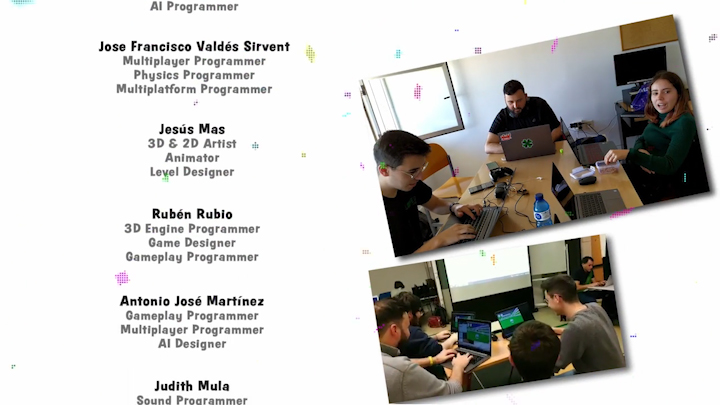 AI Programmer
Jose Francisco Valdés Sirvent
Multiplayer Programmer
Physics Programmer
Multiplatform Programmer
Jesús Mas
3D & 2D Artist
Animator
Level Designer
Rubén Rubio
3D Engine Programmer
Game Designer
Gameplay Programmer
Antonio José Martínez
Gameplay Programmer
Multiplayer Programmer
AI Designer
Judith Mula
Sound Programmer